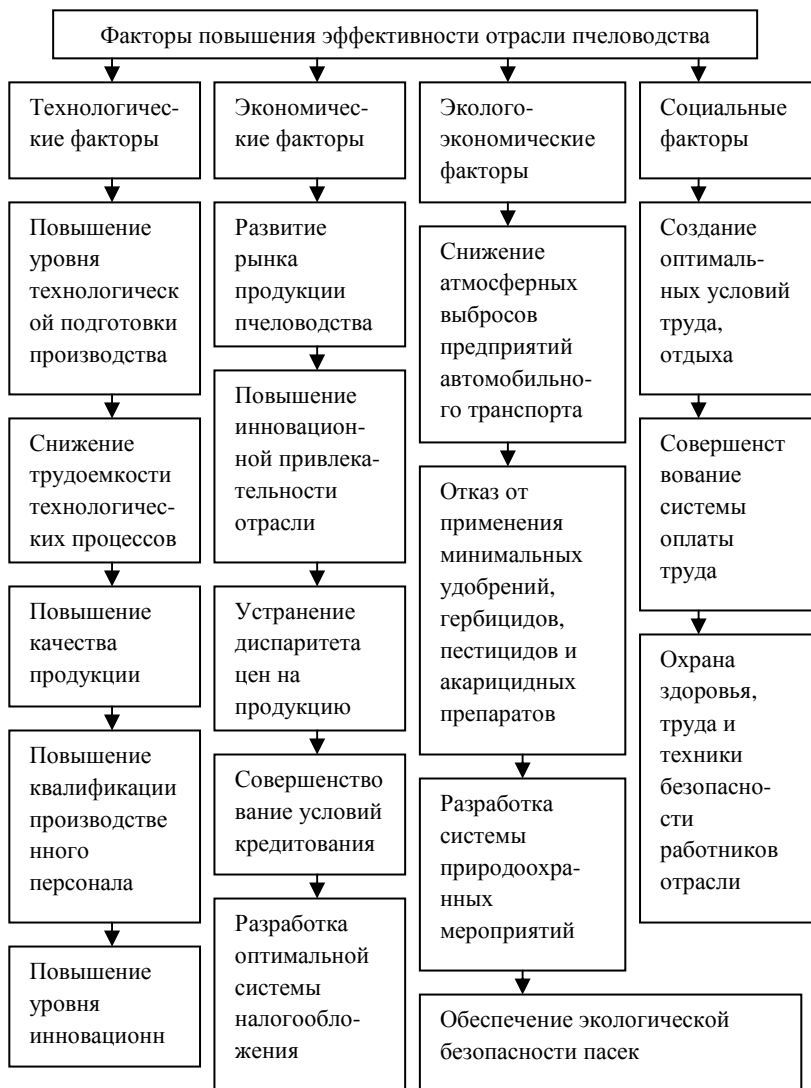 Факторы повышения эффективности отрасли пчеловодства
Технологичес-
кие факторы
Повышение
уровня
технологическ
ой подготовки
производства
Снижение
трудоемкости
технологичес-
ких процессов
Повышение
качества
продукции
Повышение
квалификации
производстве
нного
персонала
Повышение
уровня
инновационн
Экономичес-
кие факторы
Развитие
рынка
продукции
пчеловодства
Повышение
инновацион-
ной привлека-
тельности
отрасли
Устранение
диспаритета
цен на
продукцию
Совершенство
вание условий
кредитования
Разработка
оптимальной
системы
налогообло-
жения
Эколого-
экономические
факторы
Снижение
атмосферных
выбросов
предприятий
автомобильно-
го транспорта
Отказ от
применения
минимальных
удобрений,
гербицидов,
пестицидов и
акарицидных
препаратов
Разработка
системы
природоохра-
нных
мероприятий
Обеспечение экологической
безопасности пасек
Социальные
факторы
Создание
оптималь-
ных условий
труда,
отдыха
Совершенст
вование
системы
оплаты
труда
Охрана
здоровья,
труда и
техники
безопасно-
сти
работников
отрасли